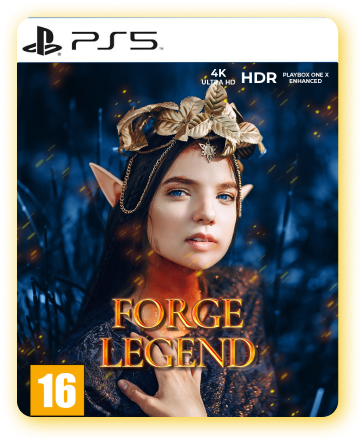 PS5
4K
ULTRA HD
HDR
PLAYBOX ONE X
ENHANCED
FORGE
LEGEND
16